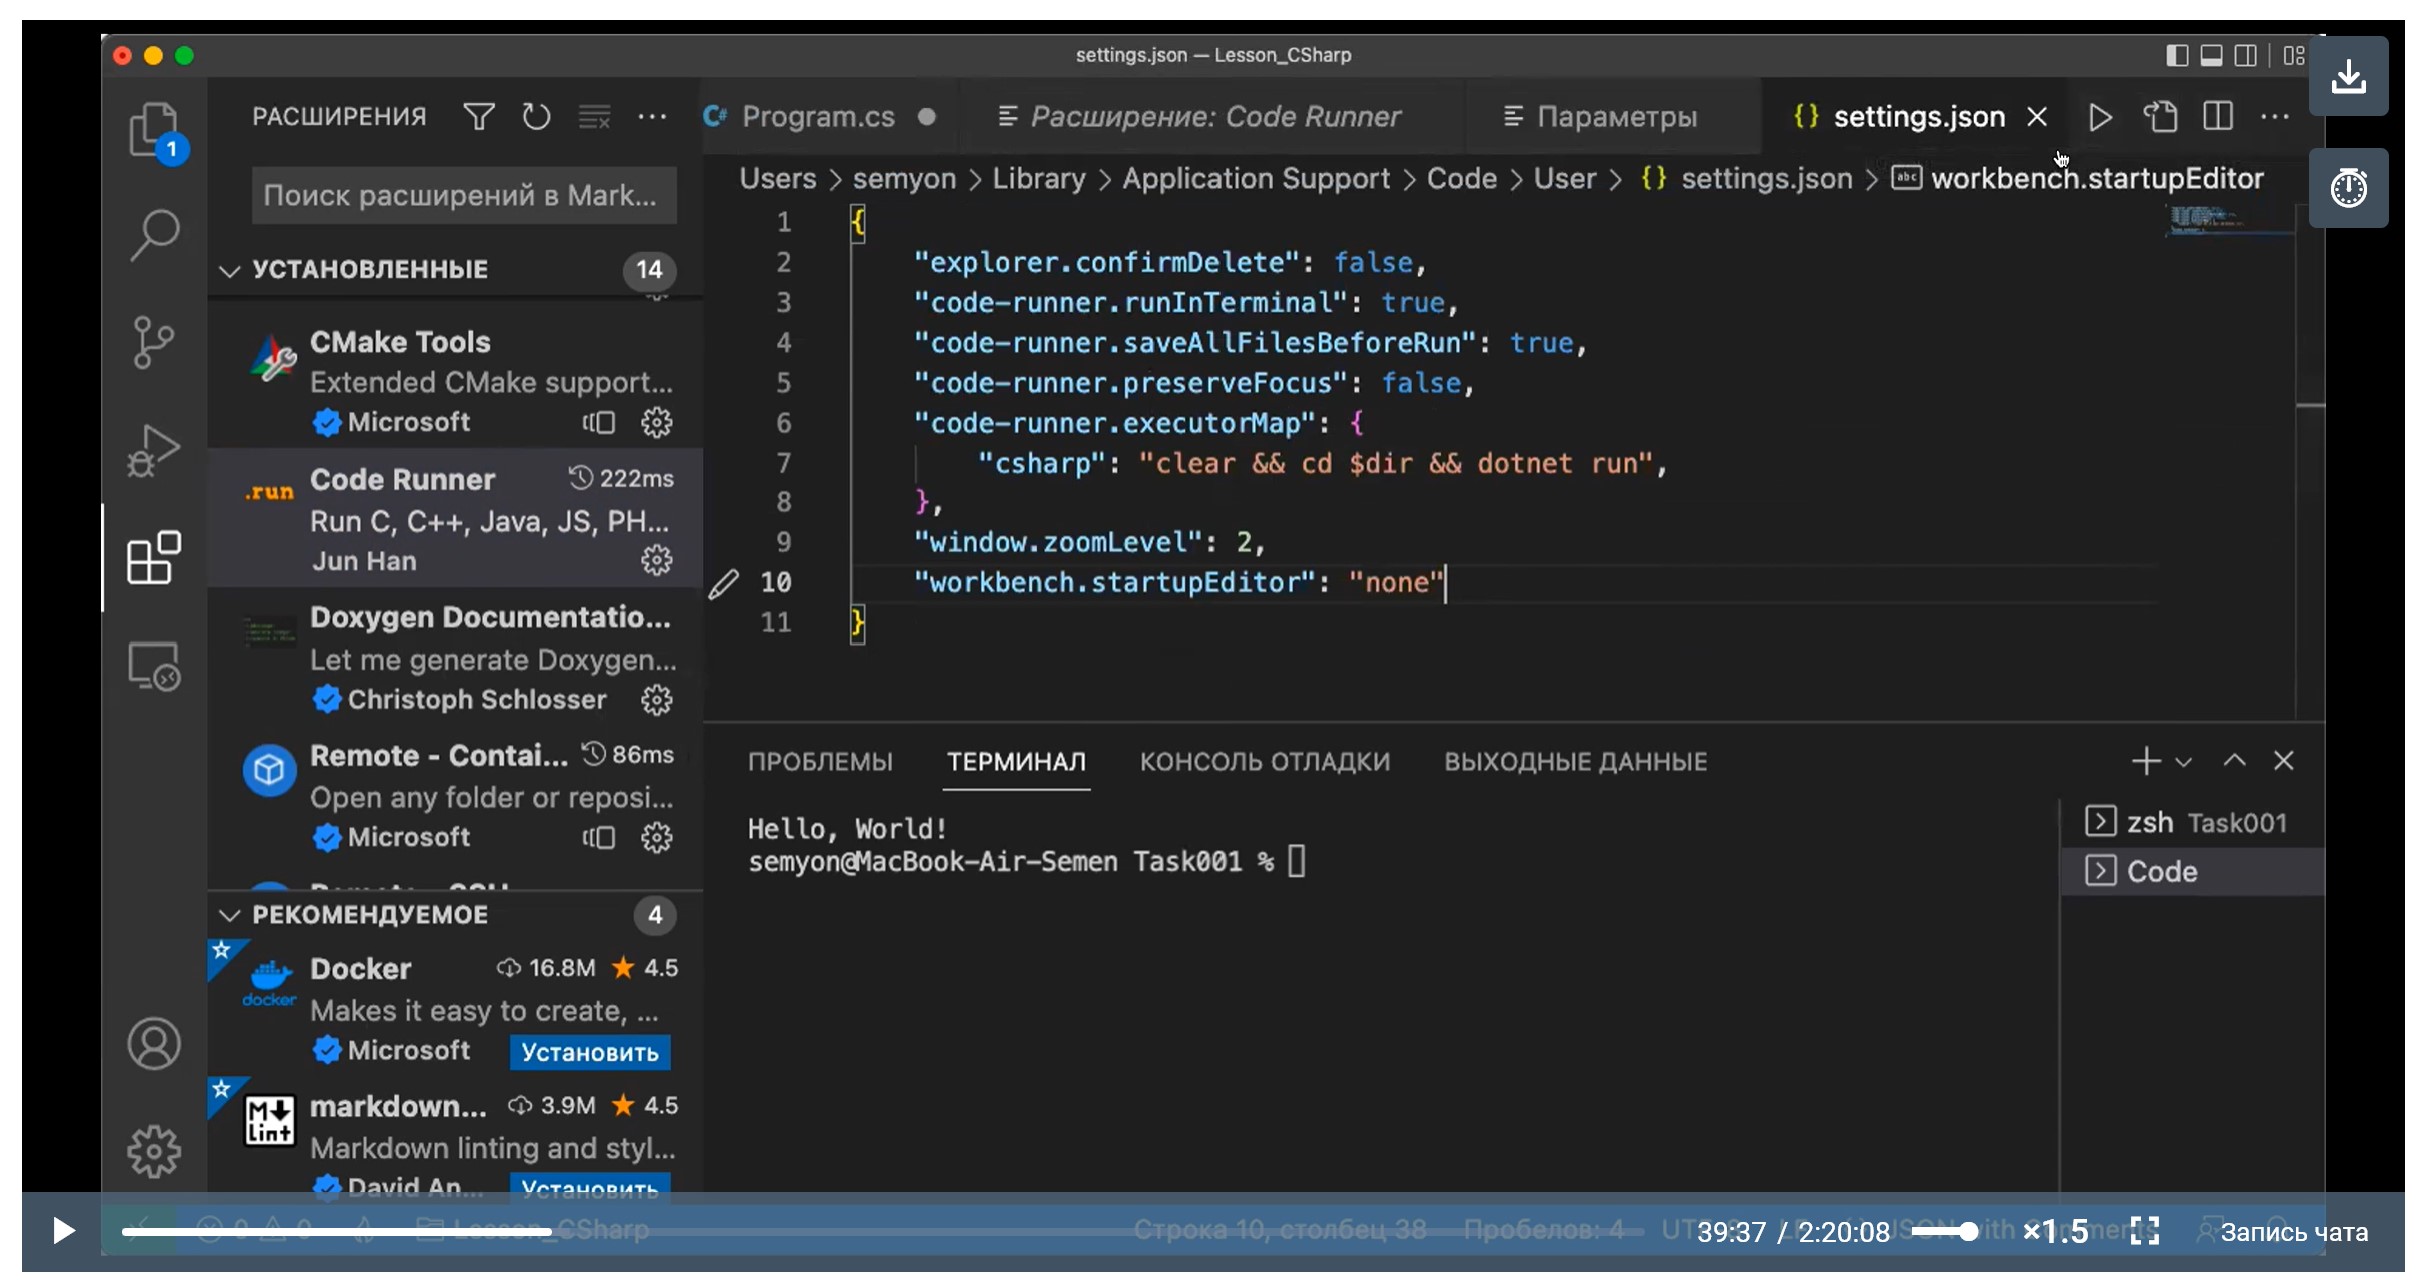 settings.json — Lesson_CSharp
РАСШИРЕНИЯ
Program.cs
Расширение: Code Runner
Параметры
{} settings.json
1
Поиск расширений в Mark...
Users > semyon > Library > Application Support > Code > User > {} settings.json > abc workbench.startupEditor
УСТАНОВЛЕННЫЕ 14
CMake Tools
Extended CMake support...
Microsoft
.run
Code Runner 222ms
Run C, C++, Java, JS, PH...
Jun Han
Doxygen Documentatio...
Let me generate Doxygen...
Christoph Schlosser
Remote - Contai... 86ms
Open any folder or reposi...
Microsoft
РЕКОМЕНДУЕМОЕ 4
Docker 16.8M 4.5
docker
Makes it easy to create, ...
Microsoft Установить
M Lint
markdown... 3.9M 4.5
Markdown linting and styl...
David An... Установить
1 {
2 "explorer.confirmDelete": false,
3 "code-runner.runInTerminal": true,
4 "code-runner.saveAllFilesBeforeRun": true,
5 "code-runner.preserveFocus": false,
6 "code-runner.executorMap": {
7 "csharp": "clear && cd $dir && dotnet run",
8 },
9 "window.zoomLevel": 2,
10 "workbench.startupEditor": "none"
11 }
ПРОБЛЕМЫ ТЕРМИНАЛ КОНСОЛЬ ОТЛАДКИ ВЫХОДНЫЕ ДАННЫЕ
Hello, World!
semyon@MacBook-Air-Semen Task001 %
zsh Task001
Code
0 0 Lesson_CSharp
Строка 10, столбец 38 Пробелов: 4
39:37 / 2:20:08
×1.5
Запись чата